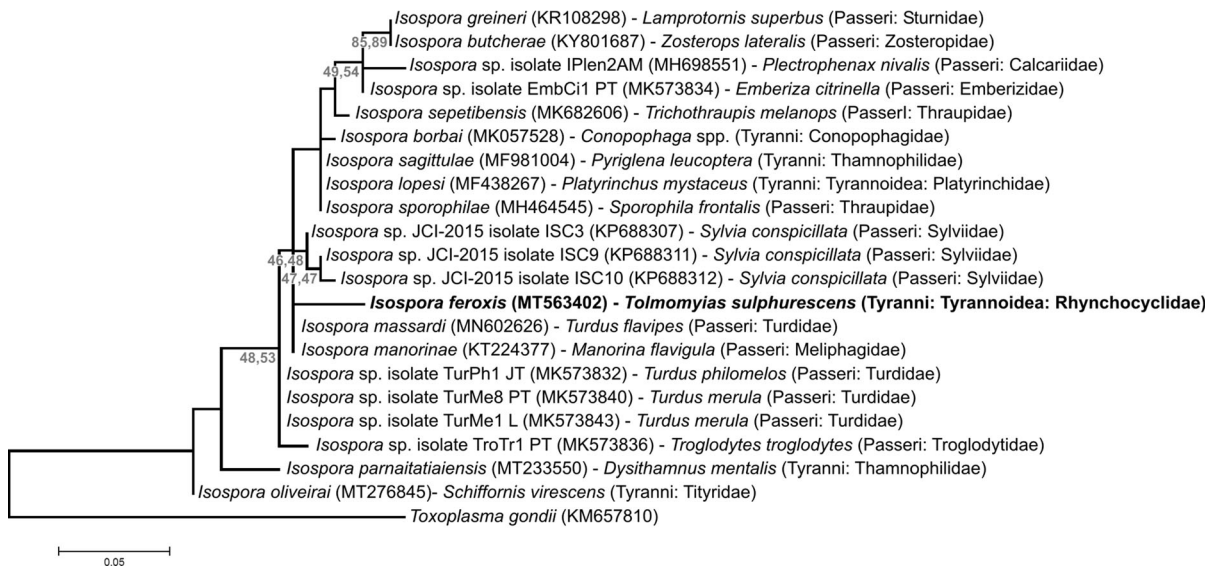 Isospora greineri (KR108298) - Lamprotornis superbus (Passeri: Sturnidae)
85,89
Isospora butcherae (KY801687) - Zosterops lateralis (Passeri: Zosteropidae)
Isospora sp. isolate IPlen2AM (MH698551) - Plectrophenax nivalis (Passeri: Calcariidae)
49,54
Isospora sp. isolate EmbCi1 PT (MK573834) - Emberiza citrinella (Passeri: Emberizidae)
Isospora sepetibensis (MK682606) - Trichothraupis melanops (PasserI: Thraupidae)
Isospora borbai (MK057528) - Conopophaga spp. (Tyranni: Conopophagidae)
Isospora sagittulae (MF981004) - Pyriglena leucoptera (Tyranni: Thamnophilidae)
Isospora lopesi (MF438267) - Platyrinchus mystaceus (Tyranni: Tyrannoidea: Platyrinchidae)
Isospora sporophilae (MH464545) - Sporophila frontalis (Passeri: Thraupidae)
Isospora sp. JCI-2015 isolate ISC3 (KP688307) - Sylvia conspicillata (Passeri: Sylviidae)
Isospora sp. JCI-2015 isolate ISC9 (KP688311) - Sylvia conspicillata (Passeri: Sylviidae)
46,48
47,47
Isospora sp. JCI-2015 isolate ISC10 (KP688312) - Sylvia conspicillata (Passeri: Sylviidae)
Isospora feroxis (MT563402) - Tolmomyias sulphurescens (Tyranni: Tyrannoidea: Rhynchocyclidae)
Isospora massardi (MN602626) - Turdus flavipes (Passeri: Turdidae)
Isospora manorinae (KT224377) - Manorina flavigula (Passeri: Meliphagidae)
48,53
Isospora sp. isolate TurPh1 JT (MK573832) - Turdus philomelos (Passeri: Turdidae)
Isospora sp. isolate TurMe8 PT (MK573840) - Turdus merula (Passeri: Turdidae)
Isospora sp. isolate TurMe1 L (MK573843) - Turdus merula (Passeri: Turdidae)
Isospora sp. isolate TroTr1 PT (MK573836) - Troglodytes troglodytes (Passeri: Troglodytidae)
Isospora parnaitatiaiensis (MT233550) - Dysithamnus mentalis (Tyranni: Thamnophilidae)
Isospora oliveirai (MT276845)- Schiffornis virescens (Tyranni: Tityridae)
Toxoplasma gondii (KM657810)
0.05